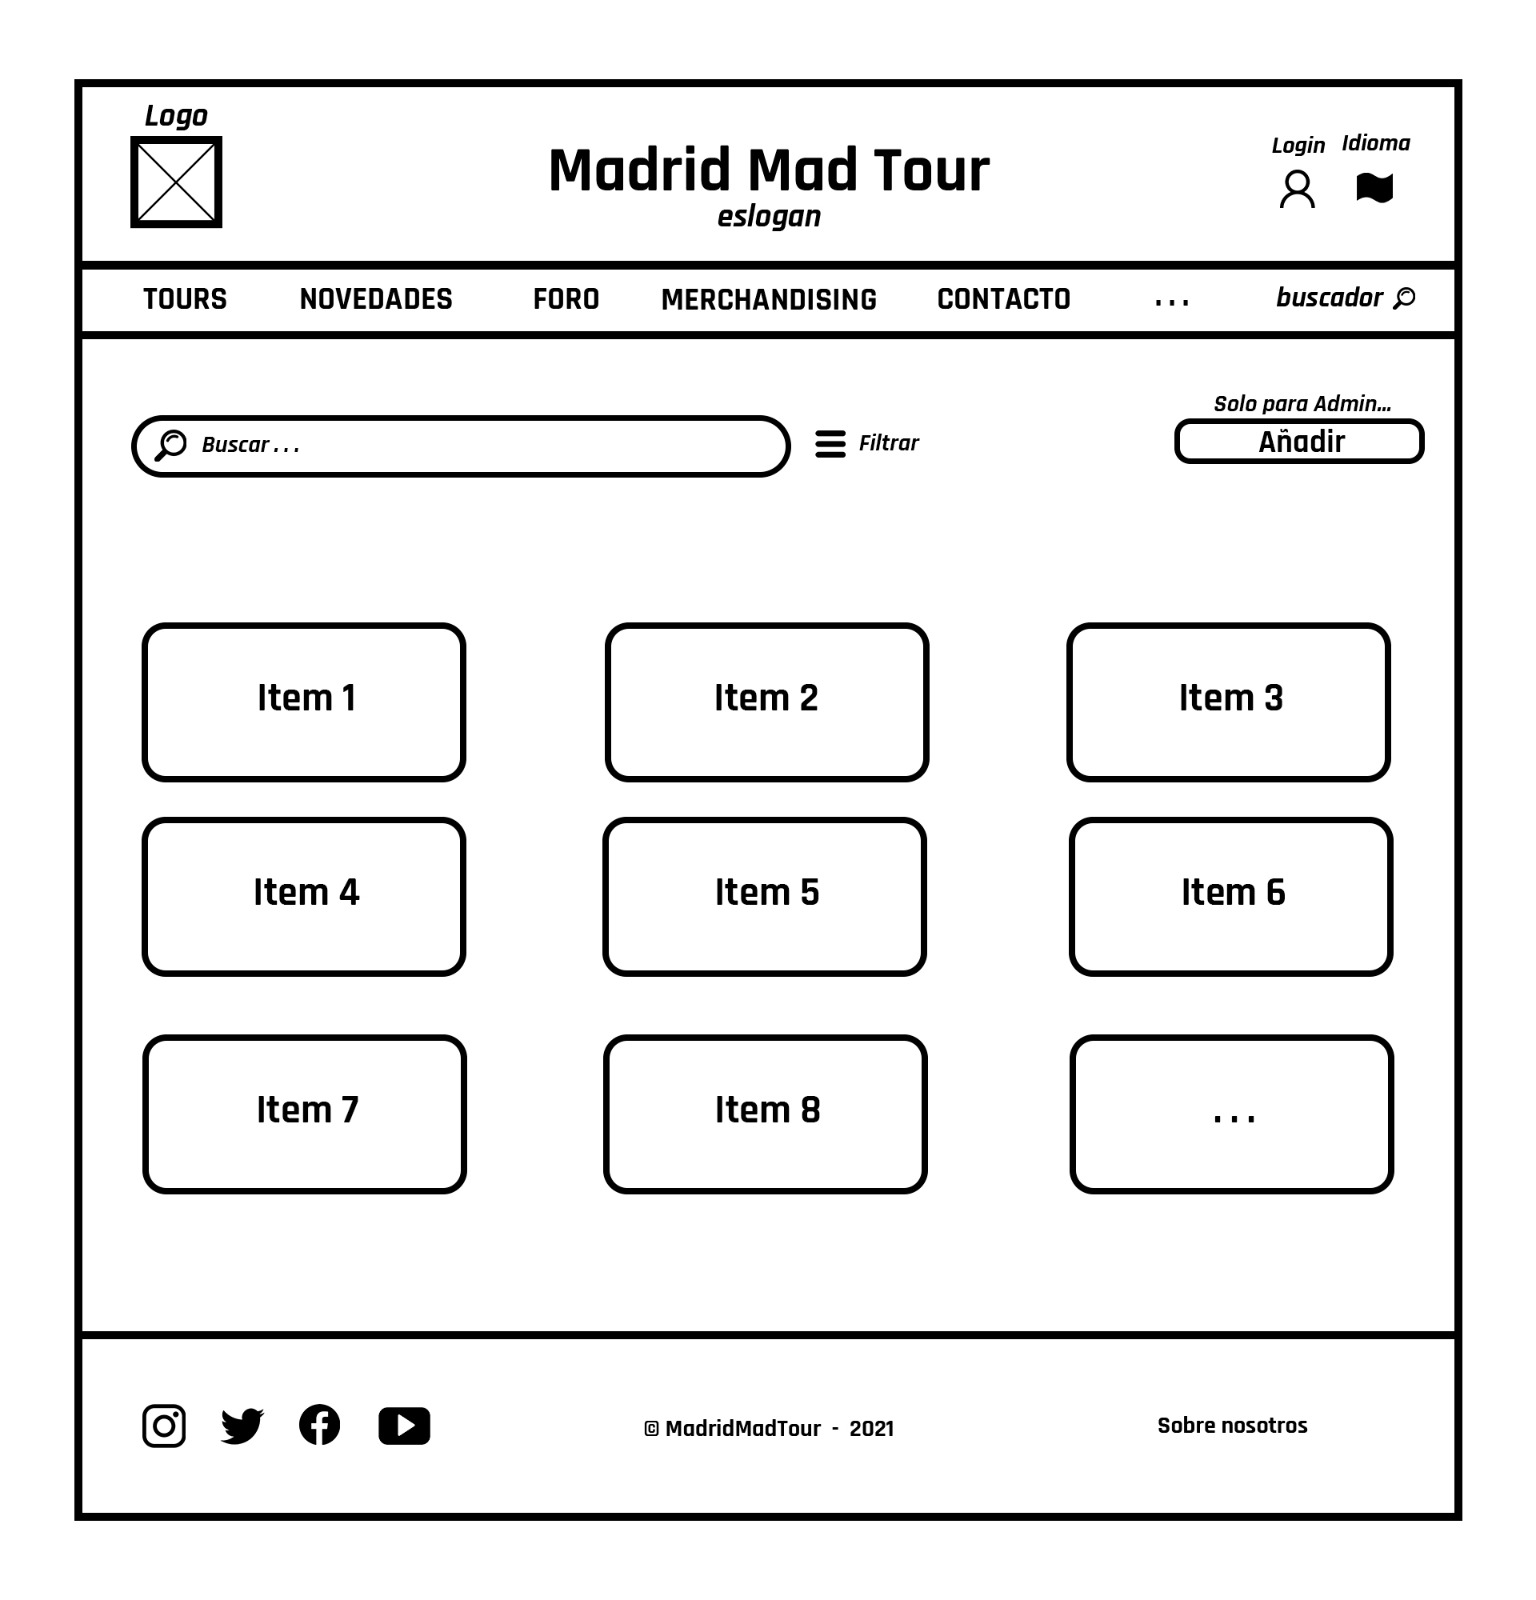 Logo
Madrid Mad Tour
eslogan
Login Idioma
TOURS NOVEDADES FORO MERCHANDISING CONTACTO ... buscador
Solo para Admin...
Buscar... Filtrar Añadir
Item 1 Item 2 Item 3
Item 4 Item 5 Item 6
Item 7 Item 8 ...
© MadridMadTour - 2021 Sobre nosotros